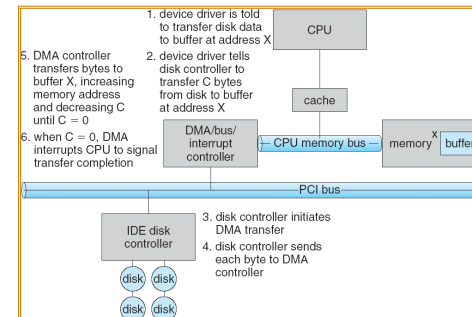 1. device driver is told
to transfer disk data
to buffer at address X
CPU
5. DMA controller
transfers bytes to
buffer X, increasing
memory address
and decreasing C
until C = 0
2. device driver tells
disk controller to
transfer C bytes
from disk to buffer
at address X
cache
6. when C = 0, DMA
interrupts CPU to signal
transfer completion
DMA/bus/
interrupt
controller
CPU memory bus
memory
X
buffer
PCI bus
IDE disk
controller
3. disk controller initiates
DMA transfer
4. disk controller sends
each byte to DMA
controller
disk
disk
disk
disk